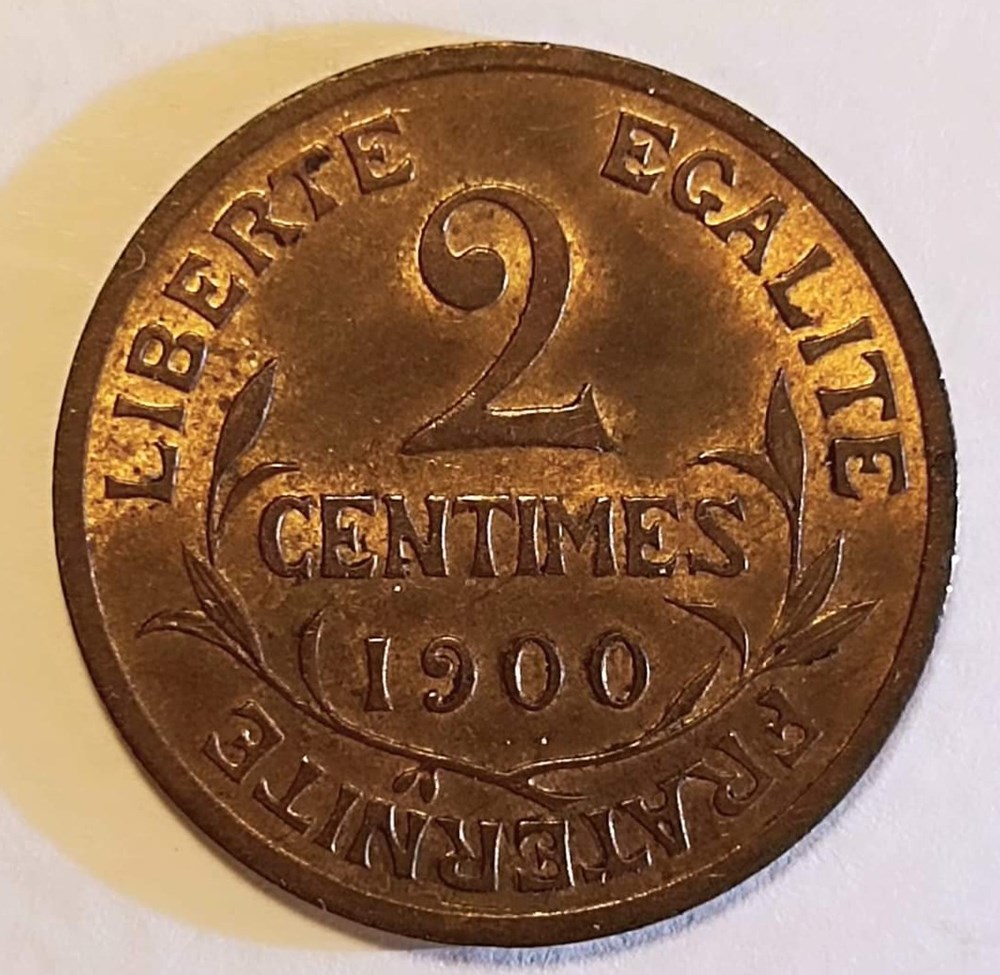 LIBERTE EGALITE
2
CENTIMES
1900
FRATERNITE